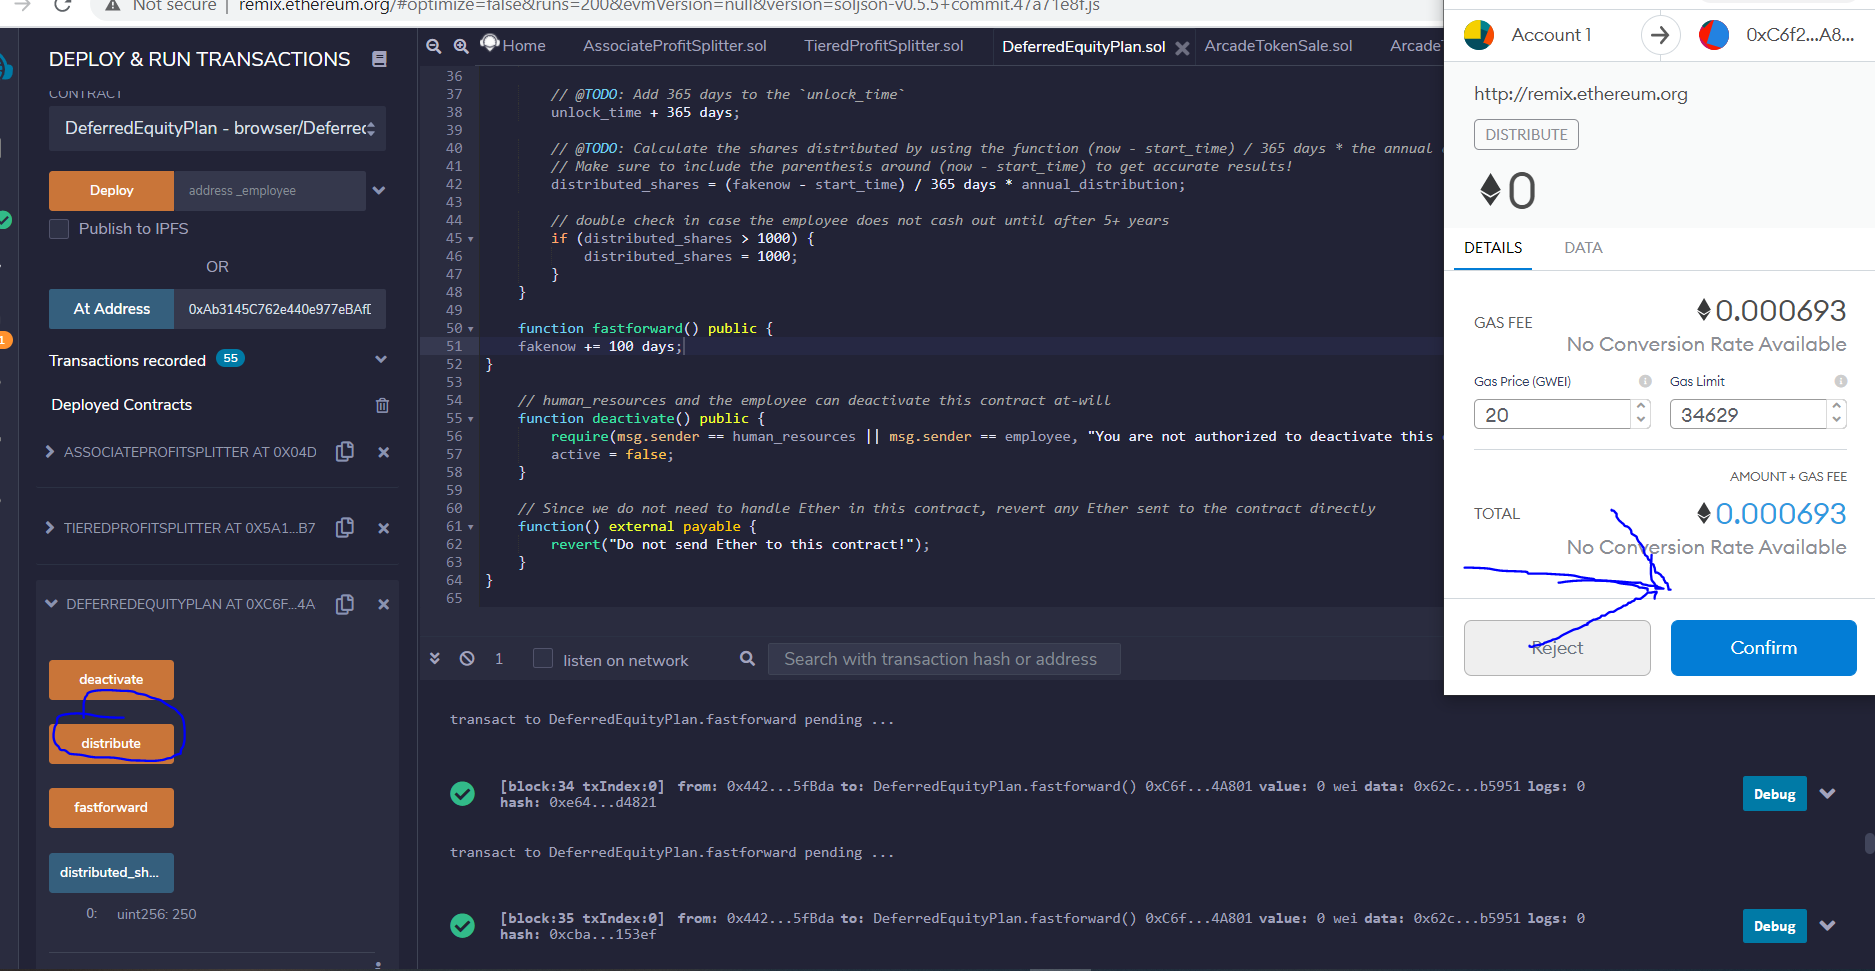 Not secure | remix.ethereum.org/#optimize=false&runs=200&evmVersion=null&version=soljson-v0.5.5+commit.47a71e8f.js
DEPLOY & RUN TRANSACTIONS
CONTRACT
DeferredEquityPlan - browser/Deferrec
Deploy address _employee
Publish to IPFS
OR
At Address 0xAb3145C762e440e977eBAff
Transactions recorded 55
Deployed Contracts
ASSOCIATEPROFITSPLITTER AT 0X04D
TIEREDPROFITSPLITTER AT 0X5A1...B7
DEFERREDEQUITYPLAN AT 0XC6F...4A
deactivate
distribute
fastforward
distributed_sh...
0: uint256: 250
1
Home AssociateProfitSplitter.sol TieredProfitSplitter.sol DeferredEquityPlan.sol ArcadeTokenSale.sol ArcadeT
36
37 // @TODO: Add 365 days to the `unlock_time`
38 unlock_time + 365 days;
39
40 // @TODO: Calculate the shares distributed by using the function (now - start_time) / 365 days * the annual
41 // Make sure to include the parenthesis around (now - start_time) to get accurate results!
42 distributed_shares = (fakenow - start_time) / 365 days * annual_distribution;
43
44 // double check in case the employee does not cash out until after 5+ years
45 if (distributed_shares > 1000) {
46 distributed_shares = 1000;
47 }
48 }
49
50 function fastforward() public {
51 fakenow += 100 days;
52 }
53
54 // human_resources and the employee can deactivate this contract at-will
55 function deactivate() public {
56 require(msg.sender == human_resources || msg.sender == employee, "You are not authorized to deactivate this
57 active = false;
58 }
59
60 // Since we do not need to handle Ether in this contract, revert any Ether sent to the contract directly
61 function() external payable {
62 revert("Do not send Ether to this contract!");
63 }
64 }
65
1 listen on network Search with transaction hash or address
transact to DeferredEquityPlan.fastforward pending ...
[block:34 txIndex:0] from: 0x442...5fBda to: DeferredEquityPlan.fastforward() 0xC6f...4A801 value: 0 wei data: 0x62c...b5951 logs: 0
hash: 0xe64...d4821
Debug
transact to DeferredEquityPlan.fastforward pending ...
[block:35 txIndex:0] from: 0x442...5fBda to: DeferredEquityPlan.fastforward() 0xC6f...4A801 value: 0 wei data: 0x62c...b5951 logs: 0
hash: 0xcba...153ef
Debug
Account 1 0xC6f2...A8...
http://remix.ethereum.org
DISTRIBUTE
0
DETAILS DATA
GAS FEE 0.000693
No Conversion Rate Available
Gas Price (GWEI) Gas Limit
20 34629
AMOUNT + GAS FEE
TOTAL 0.000693
No Conversion Rate Available
Reject Confirm